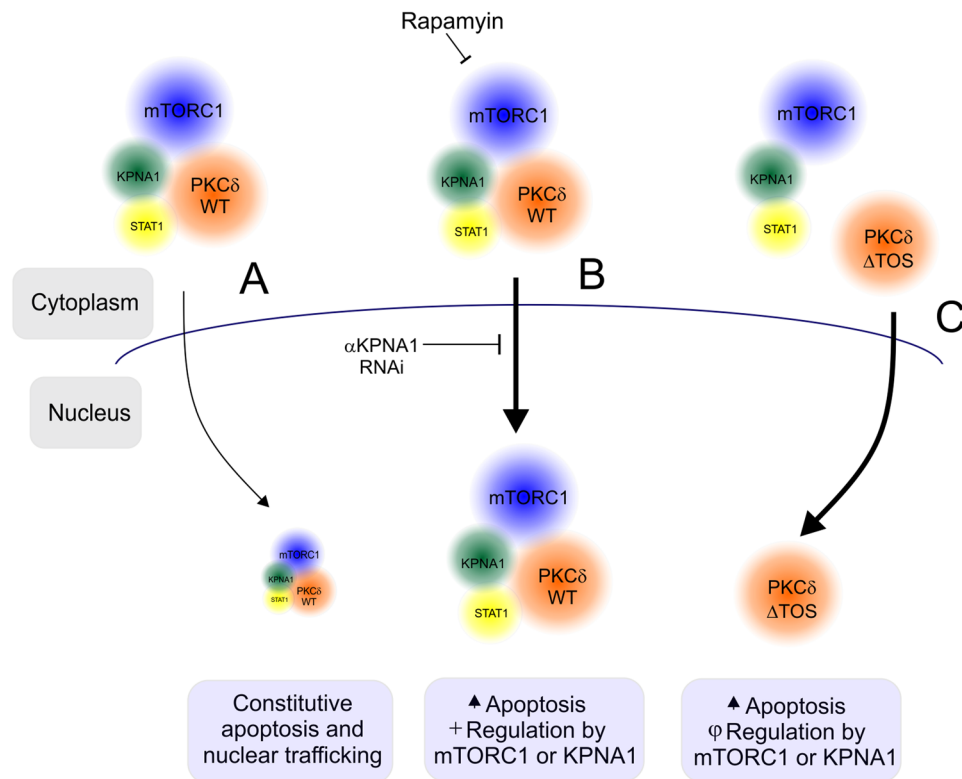 Rapamyin
mTORC1
KPNA1
PKCδ
WT
STAT1
mTORC1
KPNA1
PKCδ
WT
STAT1
mTORC1
KPNA1
STAT1
PKCδ
ΔTOS
A
B
C
Cytoplasm
αKPNA1
RNAi
Nucleus
mTORC1
KPNA1
PKCδ
WT
STAT1
mTORC1
KPNA1
PKCδ
WT
STAT1
PKCδ
ΔTOS
Constitutive
apoptosis and
nuclear trafficking
▲ Apoptosis
+ Regulation by
mTORC1 or KPNA1
▲ Apoptosis
φ Regulation by
mTORC1 or KPNA1